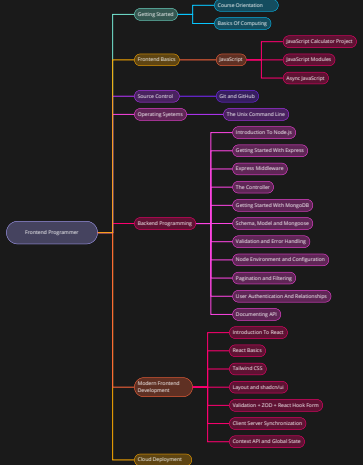 Frontend Programmer
Getting Started
Course Orientation
Basics Of Computing
Frontend Basics
JavaScript
JavaScript Calculator Project
JavaScript Modules
Async JavaScript
Source Control
Git and GitHub
Operating Systems
The Unix Command Line
Backend Programming
Introduction To Node.js
Getting Started With Express
Express Middleware
The Controller
Getting Started With MongoDB
Schema, Model and Mongoose
Validation and Error Handling
Node Environment and Configuration
Pagination and Filtering
User Authentication And Relationships
Documenting API
Modern Frontend
Development
Introduction To React
React Basics
Tailwind CSS
Layout and shadcn/ui
Validation + ZOD + React Hook Form
Client Server Synchronization
Context API and Global State
Cloud Deployment